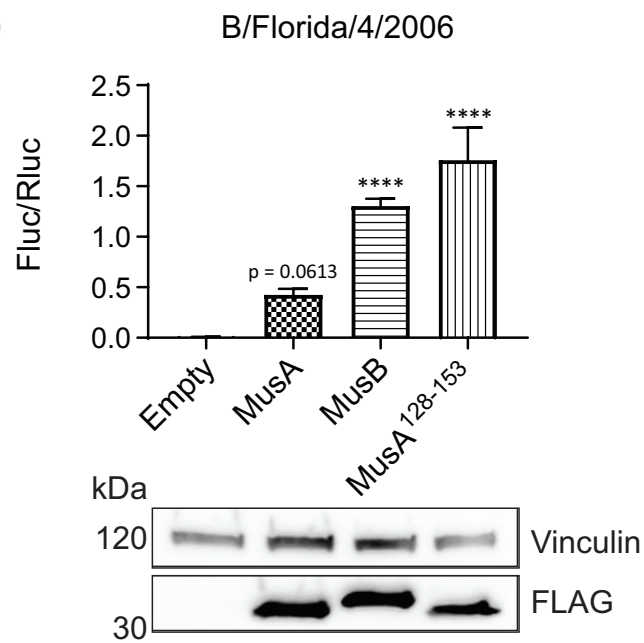 B/Florida/4/2006
Fluc/Rluc
2.5
2.0
1.5
1.0
0.5
0.0
p = 0.0613
****
****
Empty
MusA
MusB
MusA128-153
kDa
120
Vinculin
FLAG
30